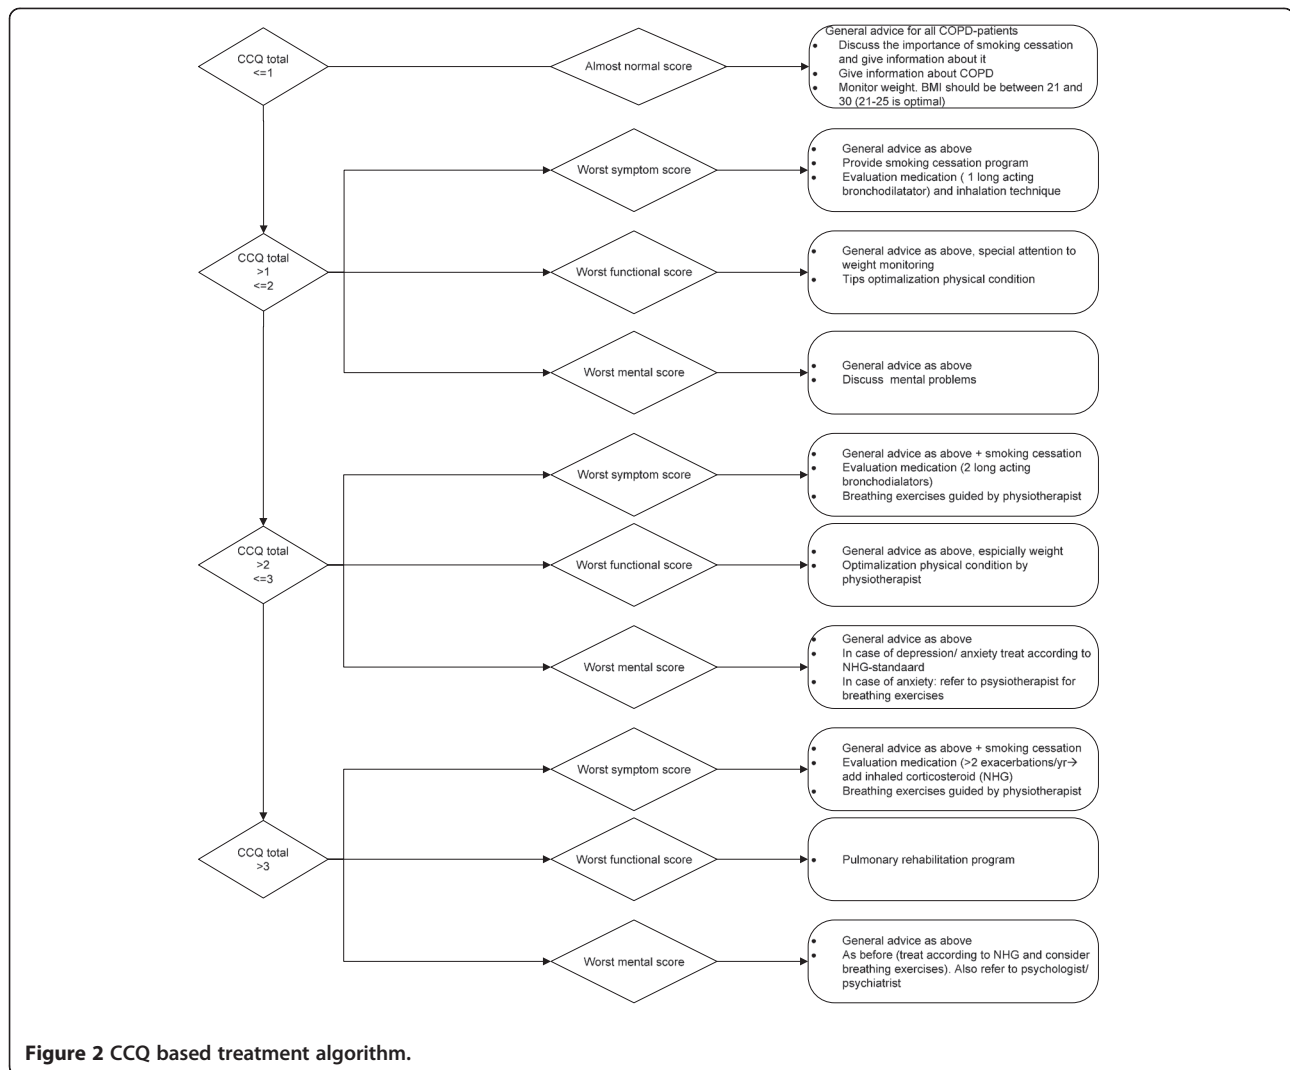 CCQ total
<=1
Almost normal score
General advice for all COPD-patients
• Discuss the importance of smoking cessation
and give information about it
• Give information about COPD
• Monitor weight. BMI should be between 21 and
30 (21-25 is optimal)
CCQ total
>1
<=2
Worst symptom score
• General advice as above
• Provide smoking cessation program
• Evaluation medication ( 1 long acting
bronchodilatator) and inhalation technique
Worst functional score
• General advice as above, special attention to
weight monitoring
• Tips optimalization physical condition
Worst mental score
• General advice as above
• Discuss mental problems
CCQ total
>2
<=3
Worst symptom score
• General advice as above + smoking cessation
• Evaluation medication (2 long acting
bronchodialators)
• Breathing exercises guided by physiotherapist
Worst functional score
• General advice as above, espicially weight
• Optimalization physical condition by
physiotherapist
Worst mental score
• General advice as above
• In case of depression/ anxiety treat according to
NHG-standaard
• In case of anxiety: refer to psysiotherapist for
breathing exercises
CCQ total
>3
Worst symptom score
• General advice as above + smoking cessation
• Evaluation medication (>2 exacerbations/yr→
add inhaled corticosteroid (NHG)
• Breathing exercises guided by physiotherapist
Worst functional score
• Pulmonary rehabilitation program
Worst mental score
• General advice as above
• As before (treat according to NHG and consider
breathing exercises). Also refer to psychologist/
psychiatrist
Figure 2 CCQ based treatment algorithm.